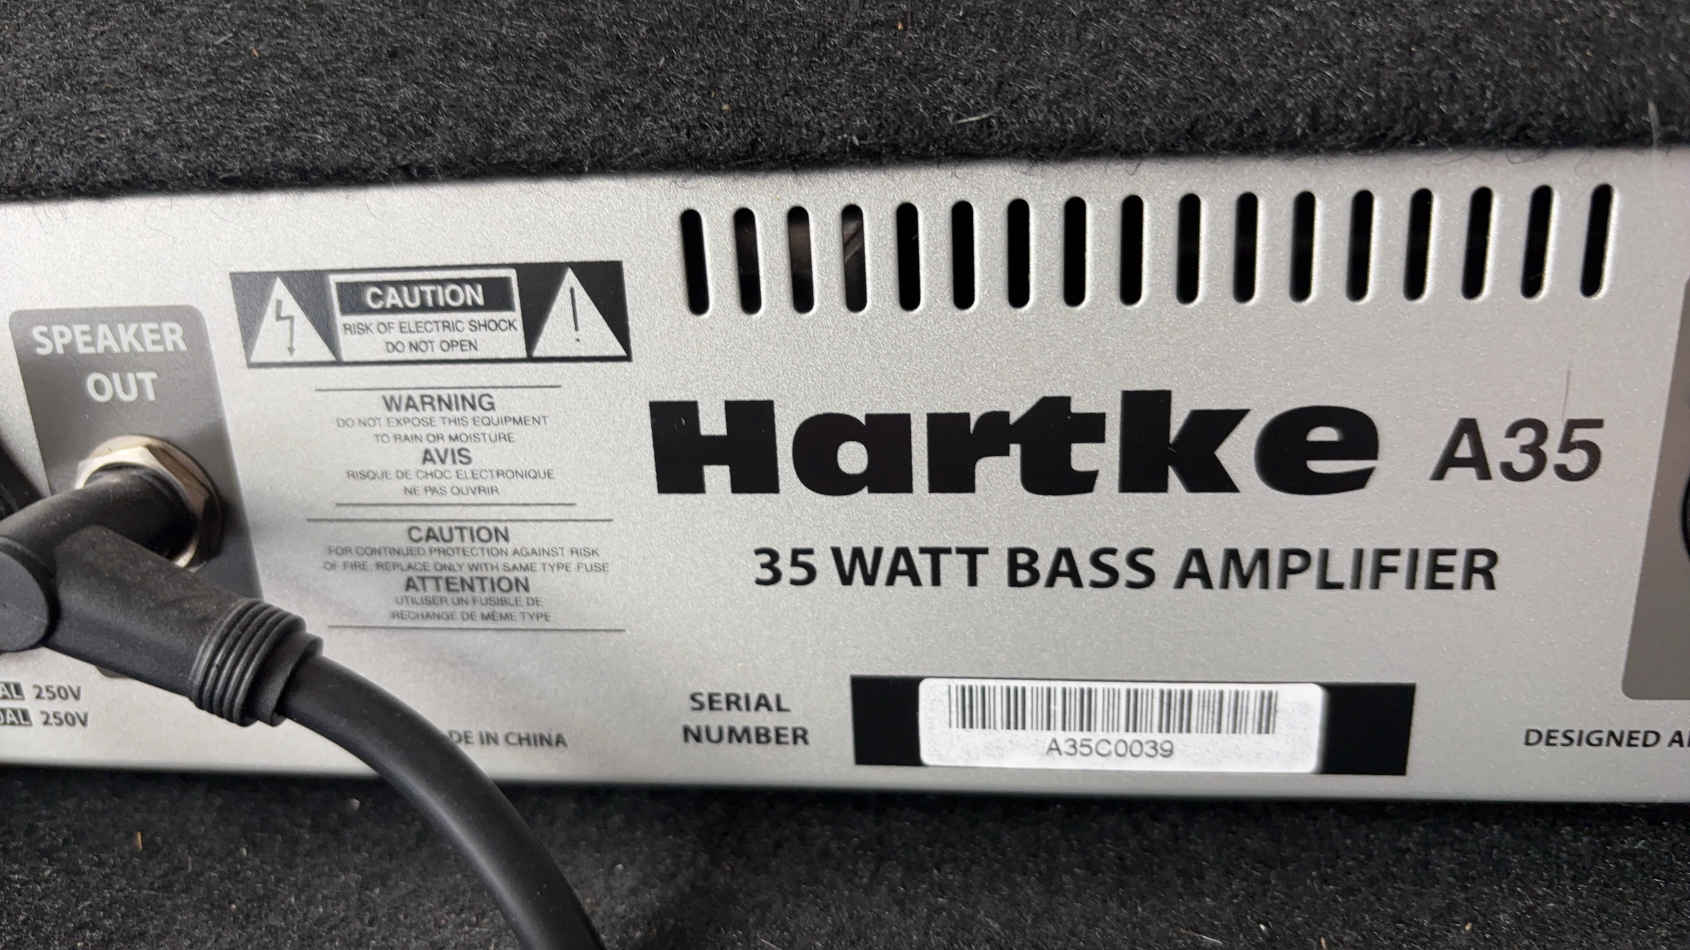 SPEAKER
OUT
CAUTION
RISK OF ELECTRIC SHOCK
DO NOT OPEN
WARNING
DO NOT EXPOSE THIS EQUIPMENT
TO RAIN OR MOISTURE
AVIS
RISQUE DE CHOC ELECTRONIQUE
NE PAS OUVRIR
CAUTION
FOR CONTINUED PROTECTION AGAINST RISK
OF FIRE, REPLACE ONLY WITH SAME TYPE FUSE
ATTENTION
UTILISER UN FUSIBLE DE
RECHANGE DE MÊME TYPE
Hartke A35
35 WATT BASS AMPLIFIER
SERIAL
NUMBER
A35C0039
250V
250V
IN CHINA
DESIGNED